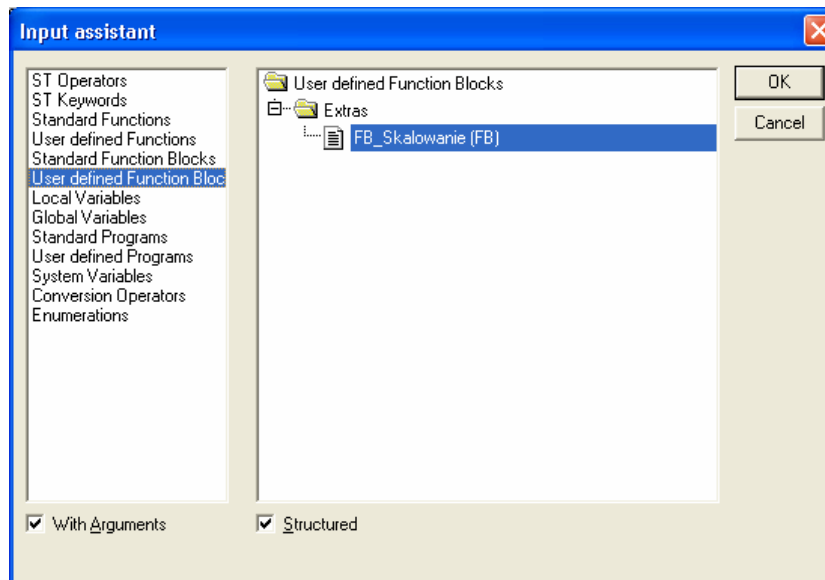 Input assistant
ST Operators
ST Keywords
Standard Functions
User defined Functions
Standard Function Blocks
User defined Function Bloc
Local Variables
Global Variables
Standard Programs
User defined Programs
System Variables
Conversion Operators
Enumerations
User defined Function Blocks
Extras
FB_Skalowanie (FB)
OK
Cancel
With Arguments
Structured